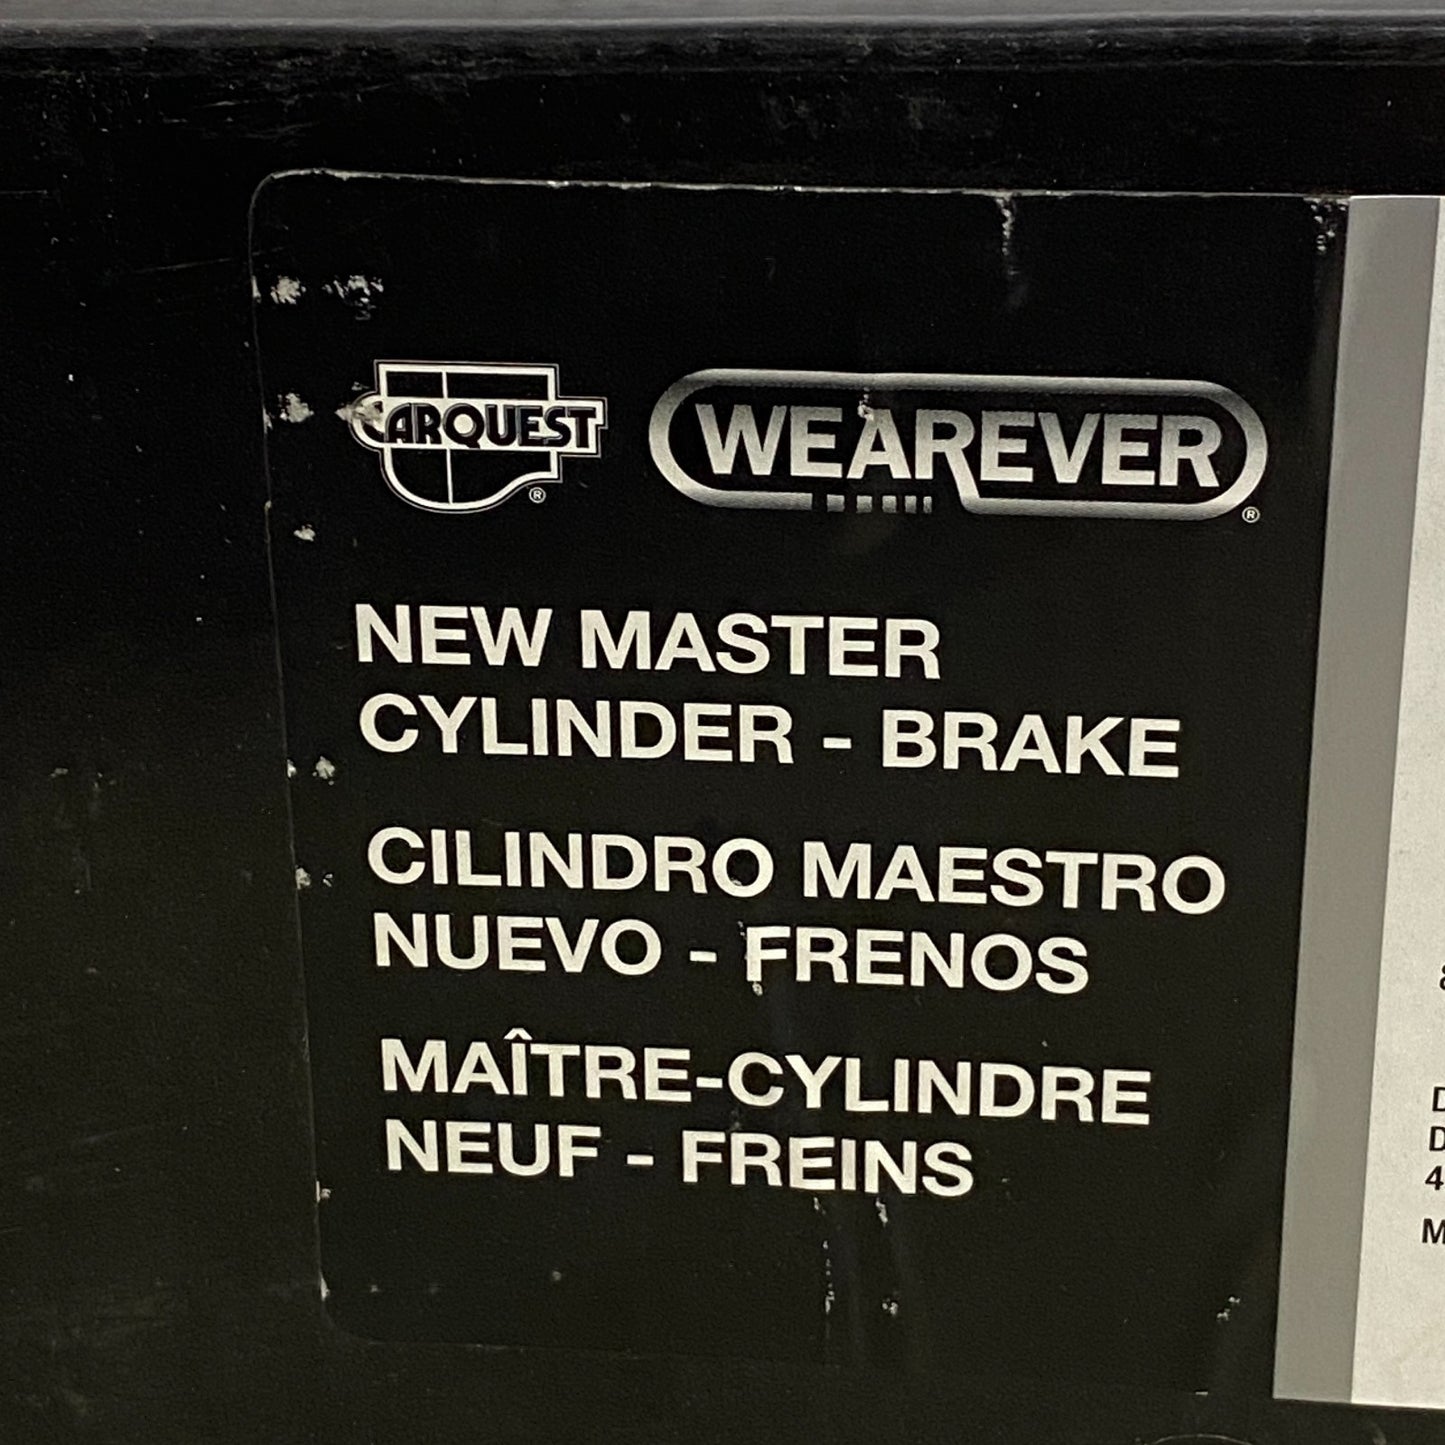 CARQUEST ®
WEAREVER ®
NEW MASTER
CYLINDER - BRAKE
CILINDRO MAESTRO
NUEVO - FRENOS
MAÎTRE-CYLINDRE
NEUF - FREINS